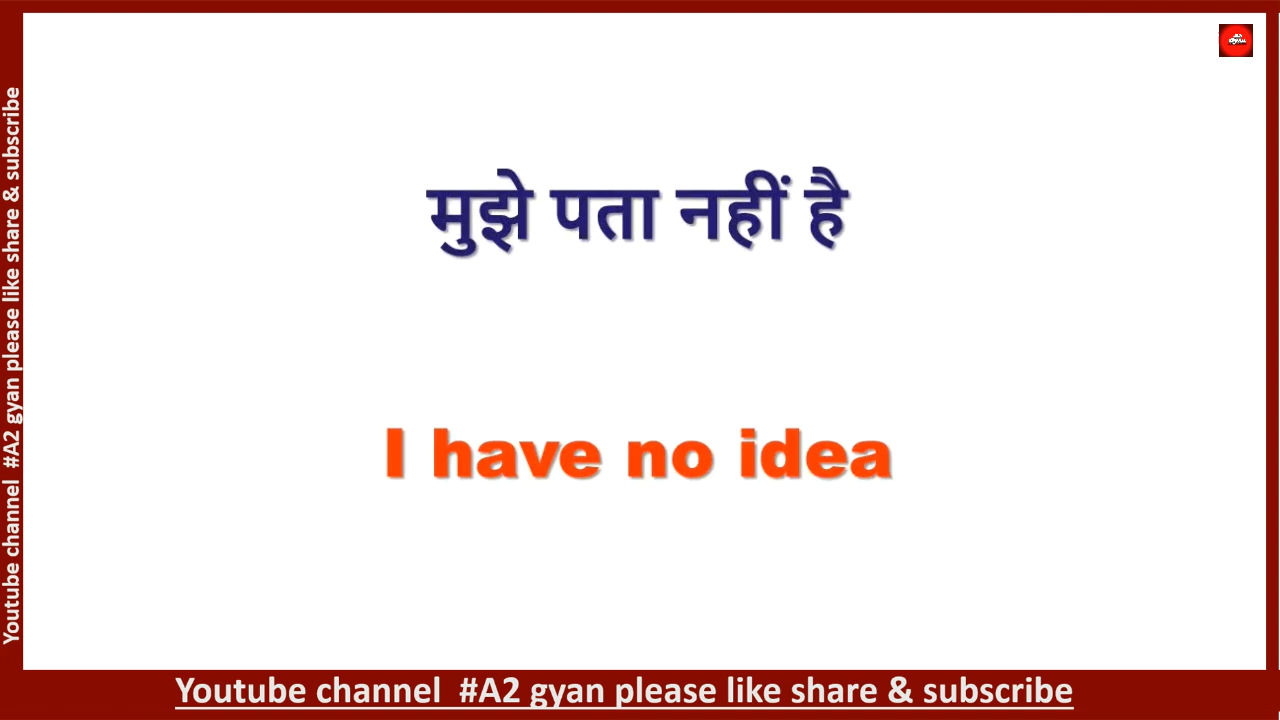 मुझे पता नहीं है
I have no idea
Youtube channel #A2 gyan please like share & subscribe
Youtube channel #A2 gyan please like share & subscribe